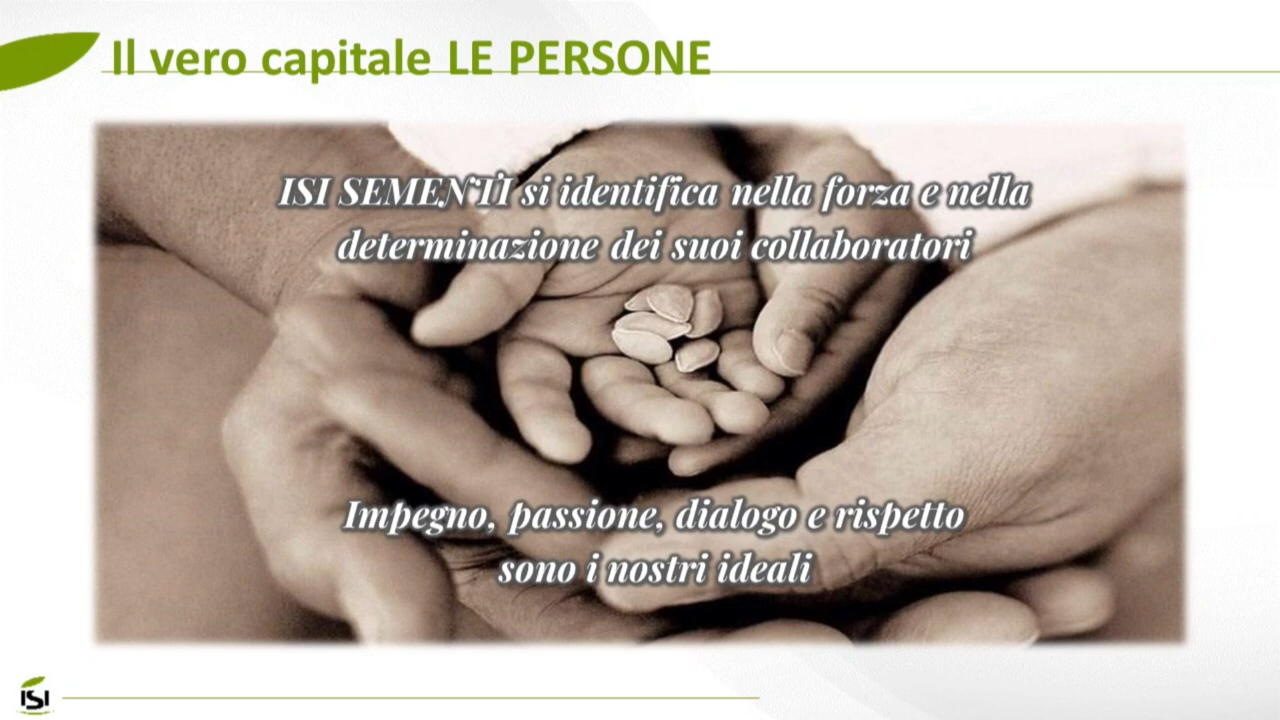 Il vero capitale LE PERSONE
ISI SEMENTI si identifica nella forza e nella
determinazione dei suoi collaboratori
Impegno, passione, dialogo e rispetto
sono i nostri ideali
ISI